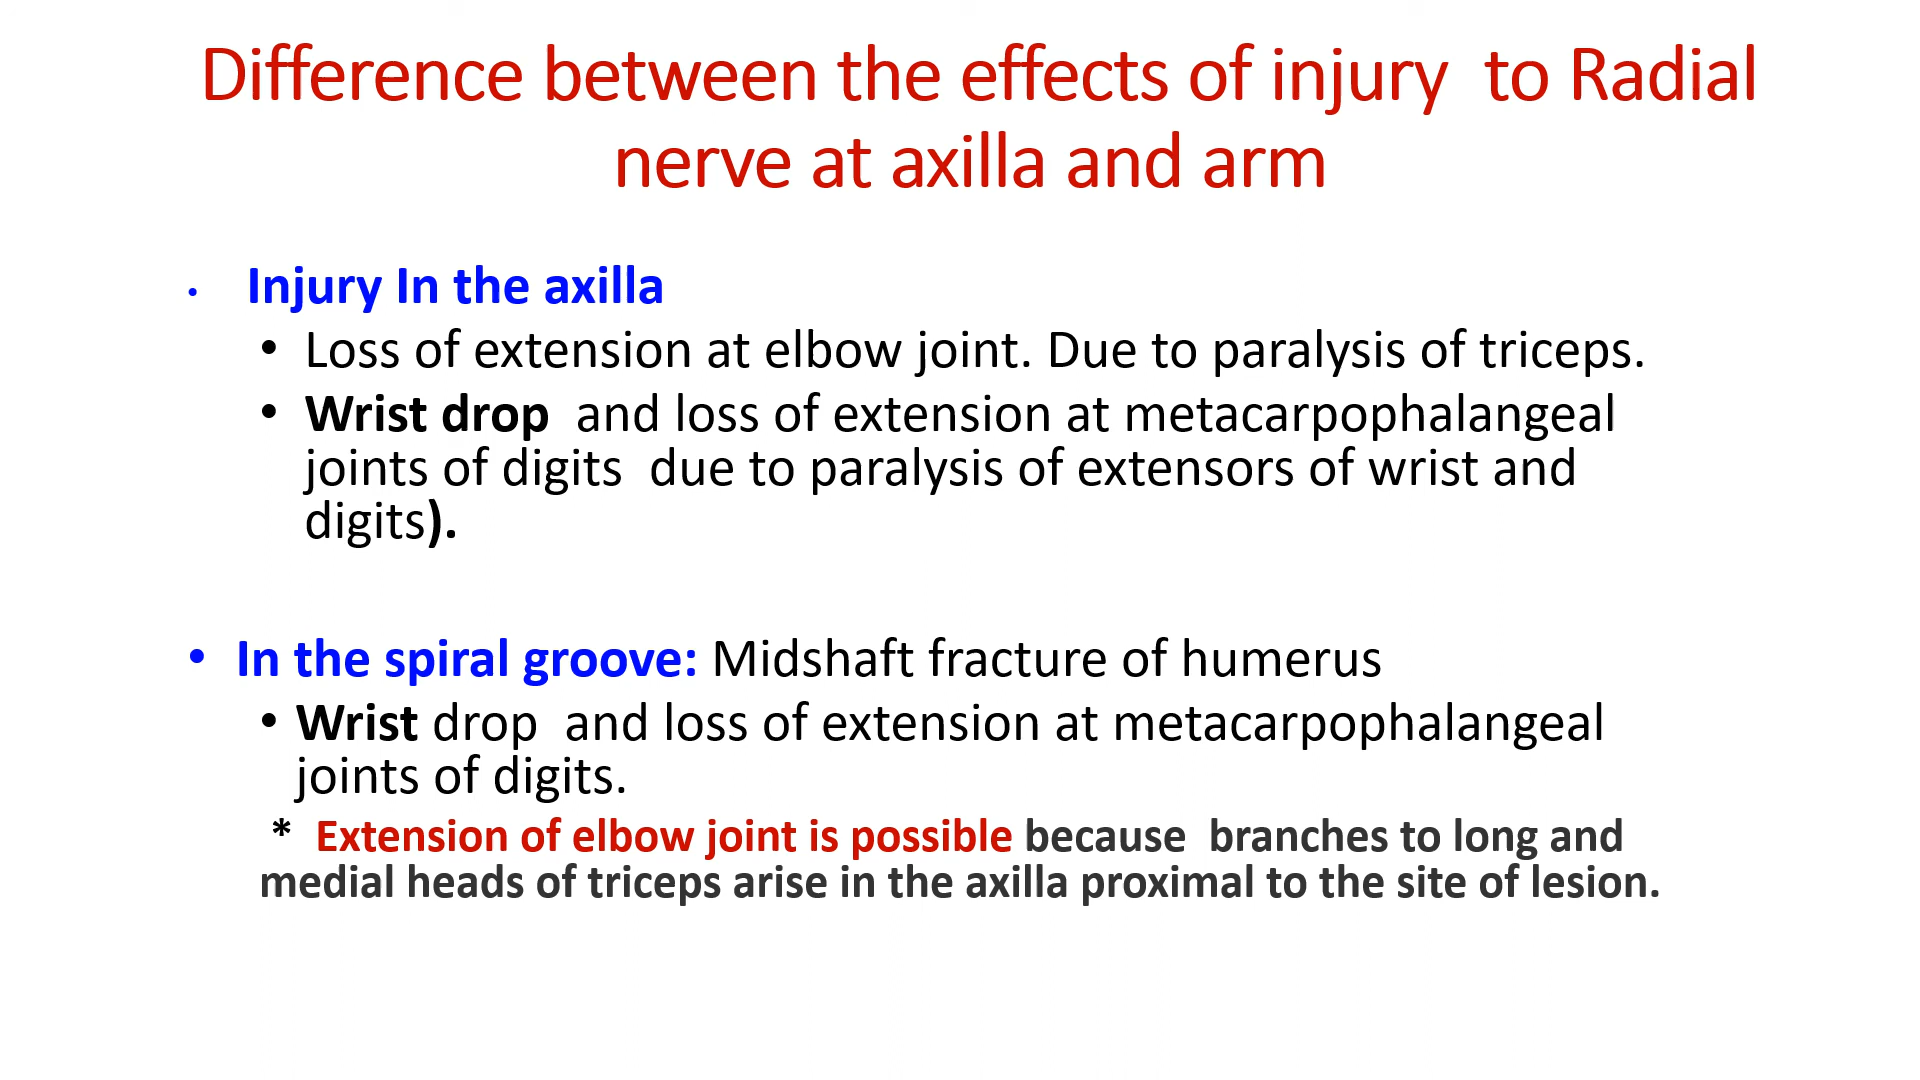 Difference between the effects of injury  to Radial
nerve at axilla and arm
• Injury In the axilla
• Loss of extension at elbow joint. Due to paralysis of triceps.
• Wrist drop  and loss of extension at metacarpophalangeal
joints of digits  due to paralysis of extensors of wrist and
digits).
• In the spiral groove: Midshaft fracture of humerus
• Wrist drop  and loss of extension at metacarpophalangeal
joints of digits.
* Extension of elbow joint is possible because  branches to long and
medial heads of triceps arise in the axilla proximal to the site of lesion.